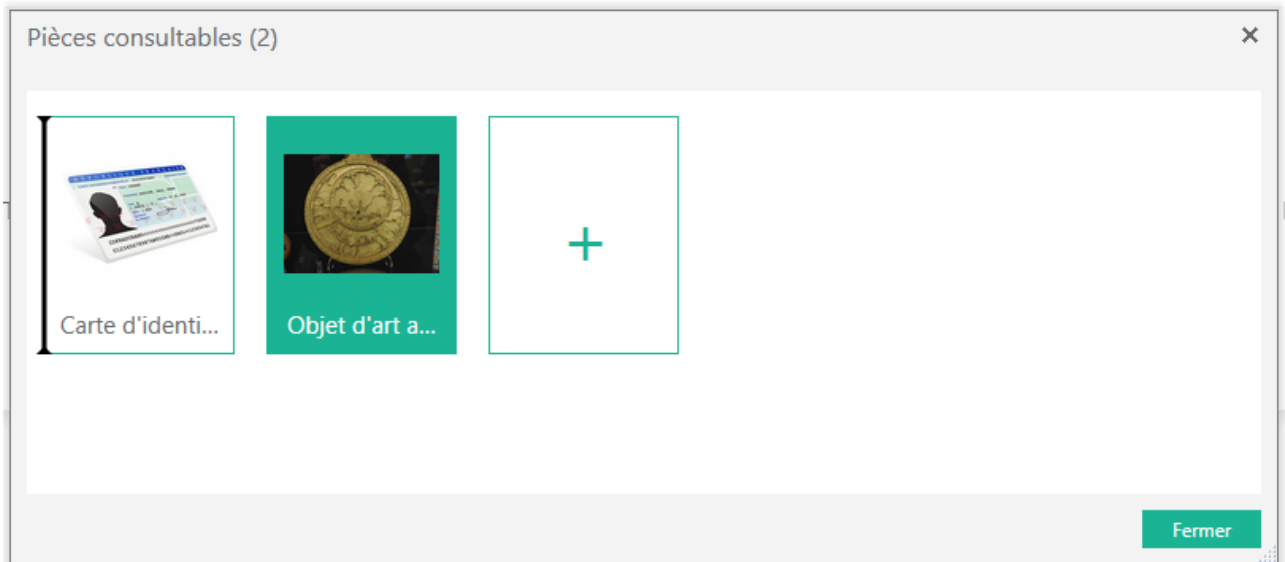 Pièces consultables (2)
Carte d'identi...
Objet d'art a...
Fermer